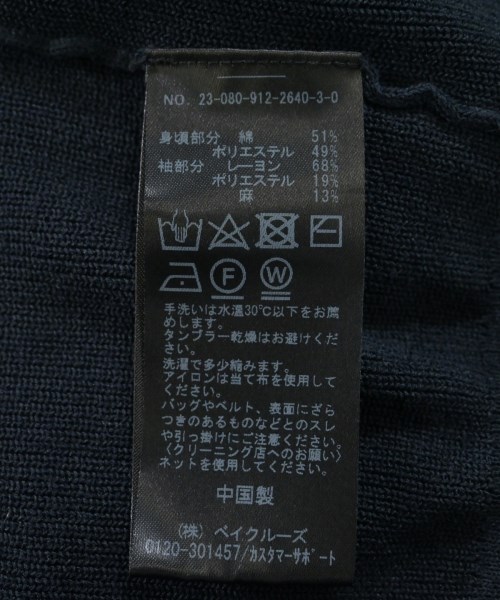 NO. 23-080-912-2640-3-0
身頃部分 綿 51%
ポリエステル 49%
袖部分 レーヨン 68%
ポリエステル 19%
麻 13%
F W
手洗いは水温30℃以下をお薦
めします。
タンブラー乾燥はお避けくださ
い。
洗濯で多少縮みます。
アイロンは当て布を使用して
ください。
バッグやベルト、表面にざら
つきのあるものなどとのスレ
や引っ掛けにご注意ください。
〈クリーニング店へのお願い〉
ネットを使用してください。
中国製
(株) ベイクルーズ
0120-301457/カスタマーサポート